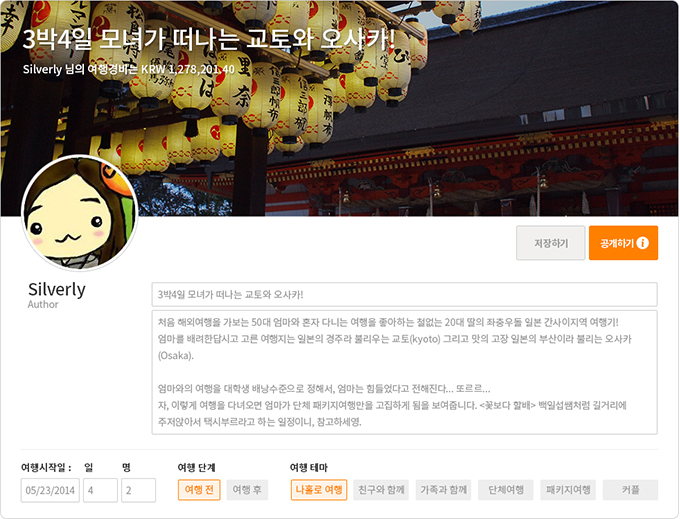 3박4일 모녀가 떠나는 교토와 오사카!
Silverly 님의 여행경비는 KRW 1,278,201.40
저장하기
공개하기 i
Silverly
Author
3박4일 모녀가 떠나는 교토와 오사카!
처음 해외여행을 가보는 50대 엄마와 혼자 다니는 여행을 좋아하는 철없는 20대 딸의 좌충우돌 일본 간사이지역 여행기!
엄마를 배려한답시고 고른 여행지는 일본의 경주라 불리우는 교토(kyoto) 그리고 맛의 고장 일본의 부산이라 불리는 오사카
(Osaka).
엄마와의 여행을 대학생 배낭수준으로 정해서, 엄마는 힘들었다고 전해진다... 또르르...
자, 이렇게 여행을 다녀오면 엄마가 단체 패키지여행만을 고집하게 됨을 보여줍니다. <꽃보다 할배> 백일섭쌤처럼 길거리에
주저앉아서 택시부르라고 하는 일정이니, 참고하세영.
여행시작일 : 일 명 여행 단계 여행 테마
05/23/2014 4 2 여행 전 여행 후 나홀로 여행 친구와 함께 가족과 함께 단체여행 패키지여행 커플